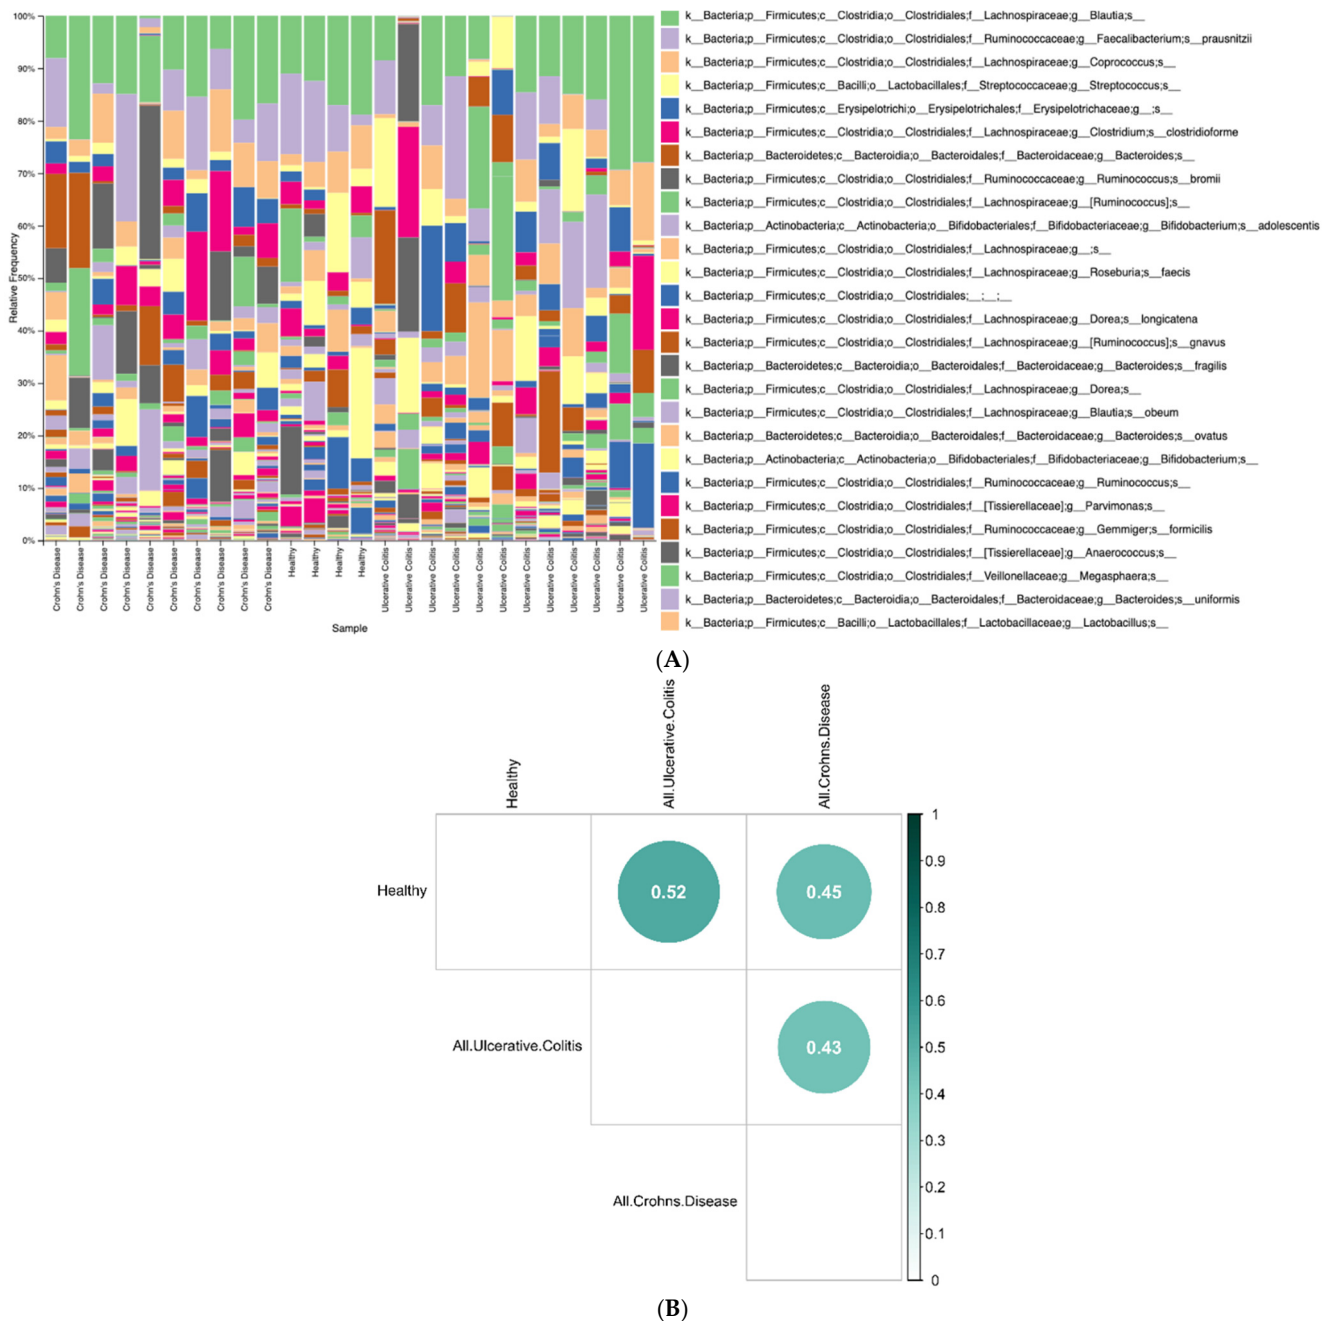 100%
90%
80%
70%
60%
50%
40%
30%
20%
10%
0%
Relative Frequency
Crohn's Disease
Crohn's Disease
Crohn's Disease
Crohn's Disease
Crohn's Disease
Crohn's Disease
Crohn's Disease
Crohn's Disease
Crohn's Disease
Crohn's Disease
Healthy
Healthy
Healthy
Healthy
Ulcerative Colitis
Ulcerative Colitis
Ulcerative Colitis
Ulcerative Colitis
Ulcerative Colitis
Ulcerative Colitis
Ulcerative Colitis
Ulcerative Colitis
Ulcerative Colitis
Ulcerative Colitis
Ulcerative Colitis
Ulcerative Colitis
Sample
k__Bacteria;p__Firmicutes;c__Clostridia;o__Clostridiales;f__Lachnospiraceae;g__Blautia;s__
k__Bacteria;p__Firmicutes;c__Clostridia;o__Clostridiales;f__Ruminococcaceae;g__Faecalibacterium;s__prausnitzii
k__Bacteria;p__Firmicutes;c__Clostridia;o__Clostridiales;f__Lachnospiraceae;g__Coprococcus;s__
k__Bacteria;p__Firmicutes;c__Bacilli;o__Lactobacillales;f__Streptococcaceae;g__Streptococcus;s__
k__Bacteria;p__Firmicutes;c__Erysipelotrichi;o__Erysipelotrichales;f__Erysipelotrichaceae;g__;s__
k__Bacteria;p__Firmicutes;c__Clostridia;o__Clostridiales;f__Lachnospiraceae;g__Clostridium;s__clostridioforme
k__Bacteria;p__Bacteroidetes;c__Bacteroidia;o__Bacteroidales;f__Bacteroidaceae;g__Bacteroides;s__
k__Bacteria;p__Firmicutes;c__Clostridia;o__Clostridiales;f__Ruminococcaceae;g__Ruminococcus;s__bromii
k__Bacteria;p__Firmicutes;c__Clostridia;o__Clostridiales;f__Lachnospiraceae;g__[Ruminococcus];s__
k__Bacteria;p__Actinobacteria;c__Actinobacteria;o__Bifidobacteriales;f__Bifidobacteriaceae;g__Bifidobacterium;s__adolescentis
k__Bacteria;p__Firmicutes;c__Clostridia;o__Clostridiales;f__Lachnospiraceae;g__;s__
k__Bacteria;p__Firmicutes;c__Clostridia;o__Clostridiales;f__Lachnospiraceae;g__Roseburia;s__faecis
k__Bacteria;p__Firmicutes;c__Clostridia;o__Clostridiales;__;__;__
k__Bacteria;p__Firmicutes;c__Clostridia;o__Clostridiales;f__Lachnospiraceae;g__Dorea;s__longicatena
k__Bacteria;p__Firmicutes;c__Clostridia;o__Clostridiales;f__Lachnospiraceae;g__[Ruminococcus];s__gnavus
k__Bacteria;p__Bacteroidetes;c__Bacteroidia;o__Bacteroidales;f__Bacteroidaceae;g__Bacteroides;s__fragilis
k__Bacteria;p__Firmicutes;c__Clostridia;o__Clostridiales;f__Lachnospiraceae;g__Dorea;s__
k__Bacteria;p__Firmicutes;c__Clostridia;o__Clostridiales;f__Lachnospiraceae;g__Blautia;s__obeum
k__Bacteria;p__Bacteroidetes;c__Bacteroidia;o__Bacteroidales;f__Bacteroidaceae;g__Bacteroides;s__ovatus
k__Bacteria;p__Actinobacteria;c__Actinobacteria;o__Bifidobacteriales;f__Bifidobacteriaceae;g__Bifidobacterium;s__
k__Bacteria;p__Firmicutes;c__Clostridia;o__Clostridiales;f__Ruminococcaceae;g__Ruminococcus;s__
k__Bacteria;p__Firmicutes;c__Clostridia;o__Clostridiales;f__[Tissierellaceae];g__Parvimonas;s__
k__Bacteria;p__Firmicutes;c__Clostridia;o__Clostridiales;f__Ruminococcaceae;g__Gemmiger;s__formicilis
k__Bacteria;p__Firmicutes;c__Clostridia;o__Clostridiales;f__[Tissierellaceae];g__Anaerococcus;s__
k__Bacteria;p__Firmicutes;c__Clostridia;o__Clostridiales;f__Veillonellaceae;g__Megasphaera;s__
k__Bacteria;p__Bacteroidetes;c__Bacteroidia;o__Bacteroidales;f__Bacteroidaceae;g__Bacteroides;s__uniformis
k__Bacteria;p__Firmicutes;c__Bacilli;o__Lactobacillales;f__Lactobacillaceae;g__Lactobacillus;s__
(A)
Healthy
All.Ulcerative.Colitis
All.Crohns.Disease
Healthy
0.52
0.45
All.Ulcerative.Colitis
0.43
All.Crohns.Disease
1
0.9
0.8
0.7
0.6
0.5
0.4
0.3
0.2
0.1
0
(B)